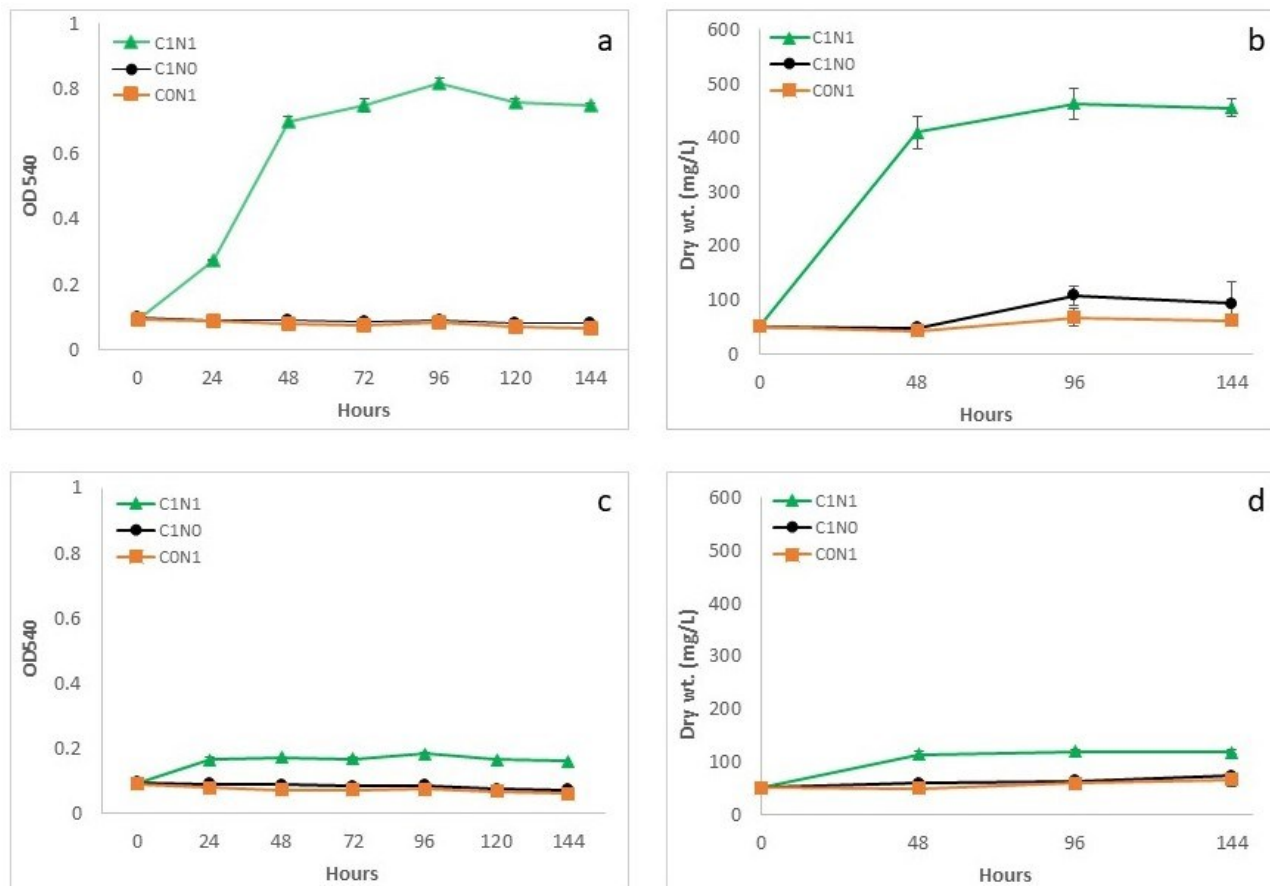 a
C1N1
C1N0
C0N1
OD 540
1
0.8
0.6
0.4
0.2
0
0 24 48 72 96 120 144
Hours
b
C1N1
C1N0
C0N1
Dry wt. (mg/L)
600
500
400
300
200
100
0
0 48 96 144
Hours
c
C1N1
C1N0
C0N1
OD540
1
0.8
0.6
0.4
0.2
0
0 24 48 72 96 120 144
Hours
d
C1N1
C1N0
C0N1
Dry wt. (mg/L)
600
500
400
300
200
100
0
0 48 96 144
Hours